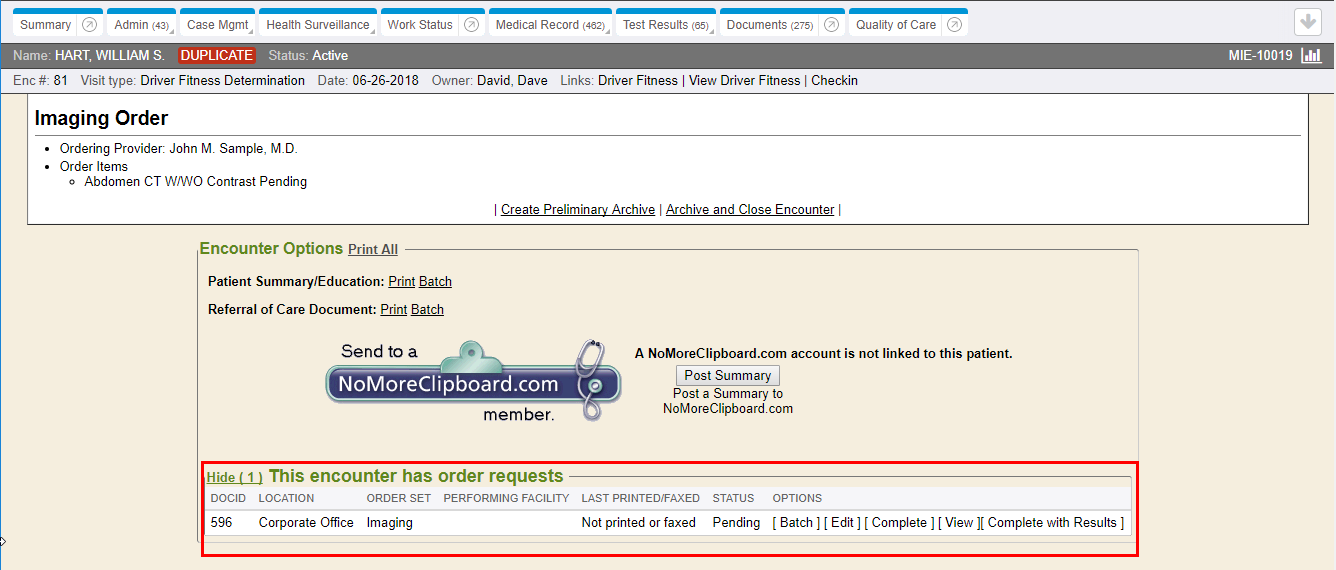 Summary Admin (43) Case Mgmt Health Surveillance Work Status Medical Record (462) Test Results (65) Documents (275) Quality of Care
Name: HART, WILLIAM S. DUPLICATE Status: Active MIE-10019
Enc #: 81 Visit type: Driver Fitness Determination Date: 06-26-2018 Owner: David, Dave Links: Driver Fitness | View Driver Fitness | Checkin
Imaging Order
• Ordering Provider: John M. Sample, M.D.
• Order Items
◦ Abdomen CT W/WO Contrast Pending
| Create Preliminary Archive | Archive and Close Encounter |
Encounter Options Print All
Patient Summary/Education: Print Batch
Referral of Care Document: Print Batch
Send to a
NoMoreClipboard.com
member.
A NoMoreClipboard.com account is not linked to this patient.
Post Summary
Post a Summary to
NoMoreClipboard.com
Hide ( 1 ) This encounter has order requests
DOCID LOCATION ORDER SET PERFORMING FACILITY LAST PRINTED/FAXED STATUS OPTIONS
596 Corporate Office Imaging Not printed or faxed Pending [ Batch ] [ Edit ] [ Complete ] [ View ][ Complete with Results ]